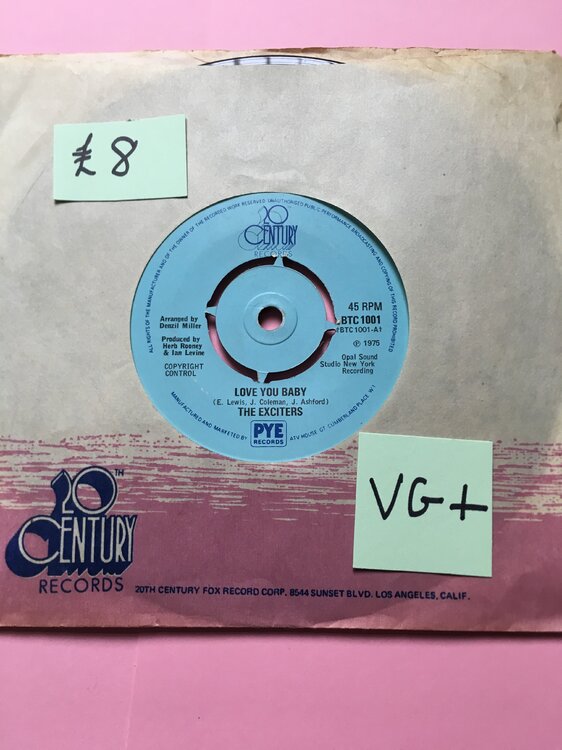 £8
ALL RIGHTS OF THE MANUFACTURER AND OF THE OWNER OF THE RECORDED WORK RESERVED. UNAUTHORISED PUBLIC PERFORMANCE, BROADCASTING AND COPYING OF THIS RECORD PROHIBITED
20
CENTURY
RECORDS
45 RPM
BTC 1001
BTC 1001-A
Ⓟ 1975
Opal Sound
Studio New York
Recording
Arranged by
Denzil Miller
Produced by
Herb Rooney
& Ian Levine
COPYRIGHT
CONTROL
LOVE YOU BABY
(E. Lewis, J. Coleman, J. Ashford)
THE EXCITERS
MANUFACTURED AND MARKETED BY PYE RECORDS ATV HOUSE GT. CUMBERLAND PLACE W1
VG+
20TH
CENTURY
RECORDS
20TH CENTURY FOX RECORD CORP. 8544 SUNSET BLVD. LOS ANGELES, CALIF.